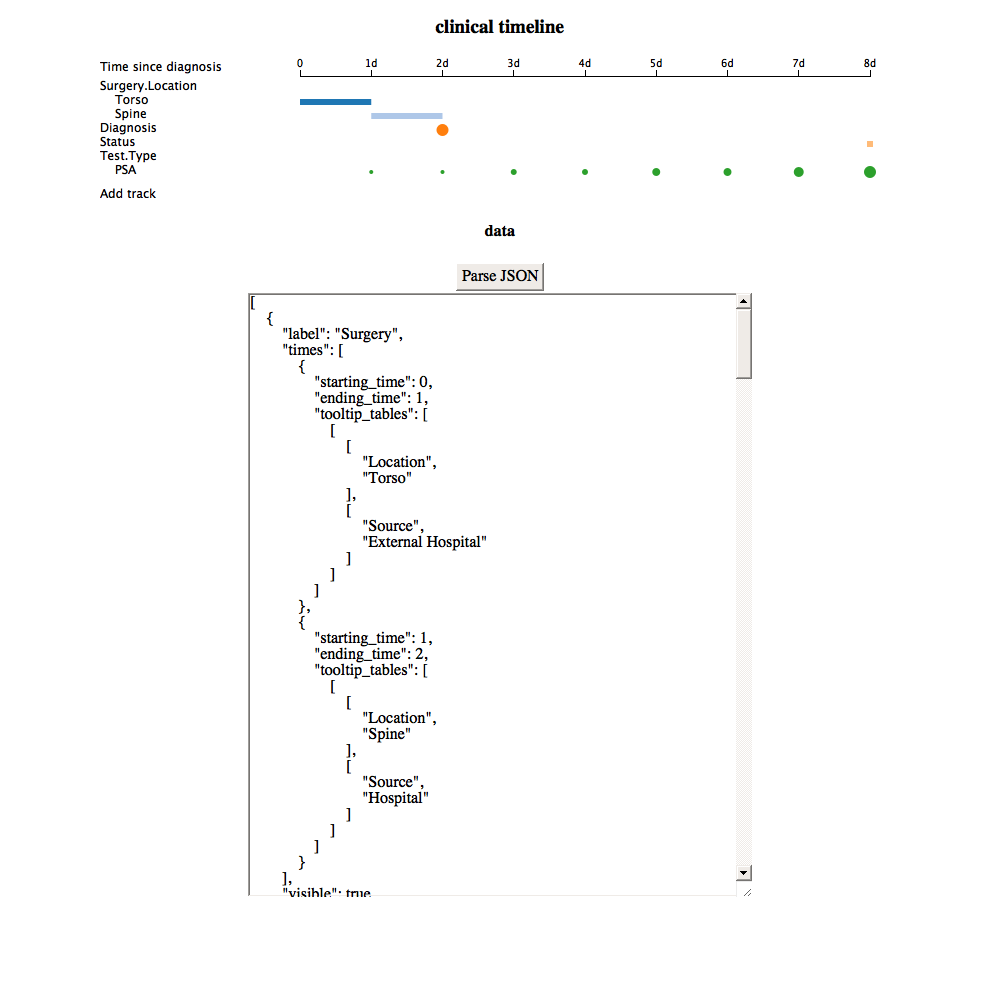 clinical timeline
Time since diagnosis 0 1d 2d 3d 4d 5d 6d 7d 8d
Surgery.Location
Torso
Spine
Diagnosis
Status
Test.Type
PSA
Add track
data
Parse JSON
[
{
"label": "Surgery",
"times": [
{
"starting_time": 0,
"ending_time": 1,
"tooltip_tables": [
[
[
"Location",
"Torso"
],
[
"Source",
"External Hospital"
]
]
]
},
{
"starting_time": 1,
"ending_time": 2,
"tooltip_tables": [
[
[
"Location",
"Spine"
],
[
"Source",
"Hospital"
]
]
]
}
],
"visible": true